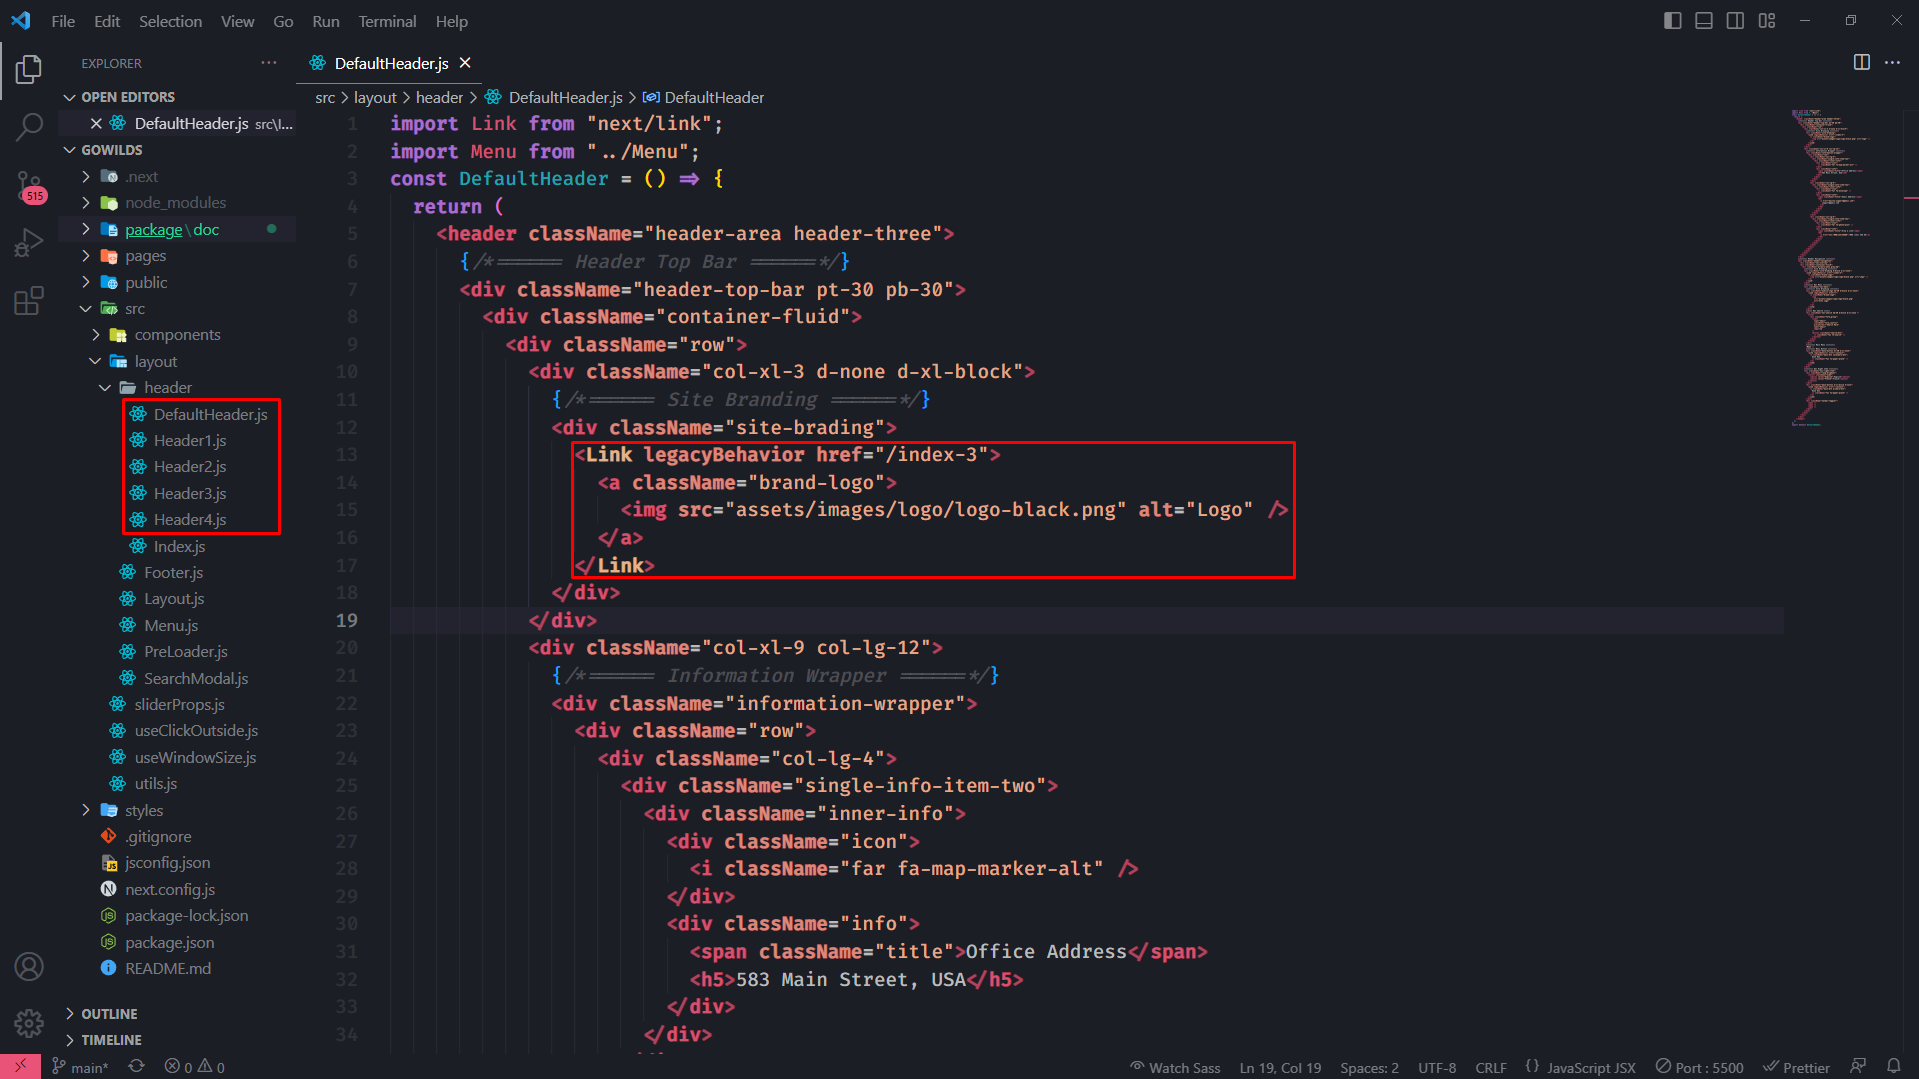 File Edit Selection View Go Run Terminal Help
EXPLORER
OPEN EDITORS
DefaultHeader.js src\l...
GOWILDS
.next
node_modules
package\doc
pages
public
src
components
layout
header
DefaultHeader.js
Header1.js
Header2.js
Header3.js
Header4.js
Index.js
Footer.js
Layout.js
Menu.js
PreLoader.js
SearchModal.js
sliderProps.js
useClickOutside.js
useWindowSize.js
utils.js
styles
.gitignore
jsconfig.json
next.config.js
package-lock.json
package.json
README.md
OUTLINE
TIMELINE
515
DefaultHeader.js
src > layout > header > DefaultHeader.js > DefaultHeader
1 import Link from "next/link";
2 import Menu from "../Menu";
3 const DefaultHeader = () => {
4 return (
5 <header className="header-area header-three">
6 {/*====== Header Top Bar ======*/}
7 <div className="header-top-bar pt-30 pb-30">
8 <div className="container-fluid">
9 <div className="row">
10 <div className="col-xl-3 d-none d-xl-block">
11 {/*====== Site Branding ======*/}
12 <div className="site-brading">
13 <Link legacyBehavior href="/index-3">
14 <a className="brand-logo">
15 <img src="assets/images/logo/logo-black.png" alt="Logo" />
16 </a>
17 </Link>
18 </div>
19 </div>
20 <div className="col-xl-9 col-lg-12">
21 {/*====== Information Wrapper ======*/}
22 <div className="information-wrapper">
23 <div className="row">
24 <div className="col-lg-4">
25 <div className="single-info-item-two">
26 <div className="inner-info">
27 <div className="icon">
28 <i className="far fa-map-marker-alt" />
29 </div>
30 <div className="info">
31 <span className="title">Office Address</span>
32 <h5>583 Main Street, USA</h5>
33 </div>
34 </div>
main* 0 0 Watch Sass Ln 19, Col 19 Spaces: 2 UTF-8 CRLF {} JavaScript JSX Port : 5500 Prettier